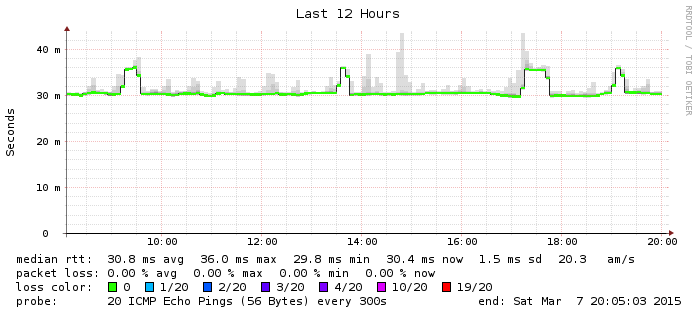 Last 12 Hours
RRDTOOL / TOBI OETIKER
Seconds
40 m
30 m
20 m
10 m
0
10:00 12:00 14:00 16:00 18:00 20:00
median rtt: 30.8 ms avg 36.0 ms max 29.8 ms min 30.4 ms now 1.5 ms sd 20.3 am/s
packet loss: 0.00 % avg 0.00 % max 0.00 % min 0.00 % now
loss color: 0 1/20 2/20 3/20 4/20 10/20 19/20
probe: 20 ICMP Echo Pings (56 Bytes) every 300s end: Sat Mar 7 20:05:03 2015